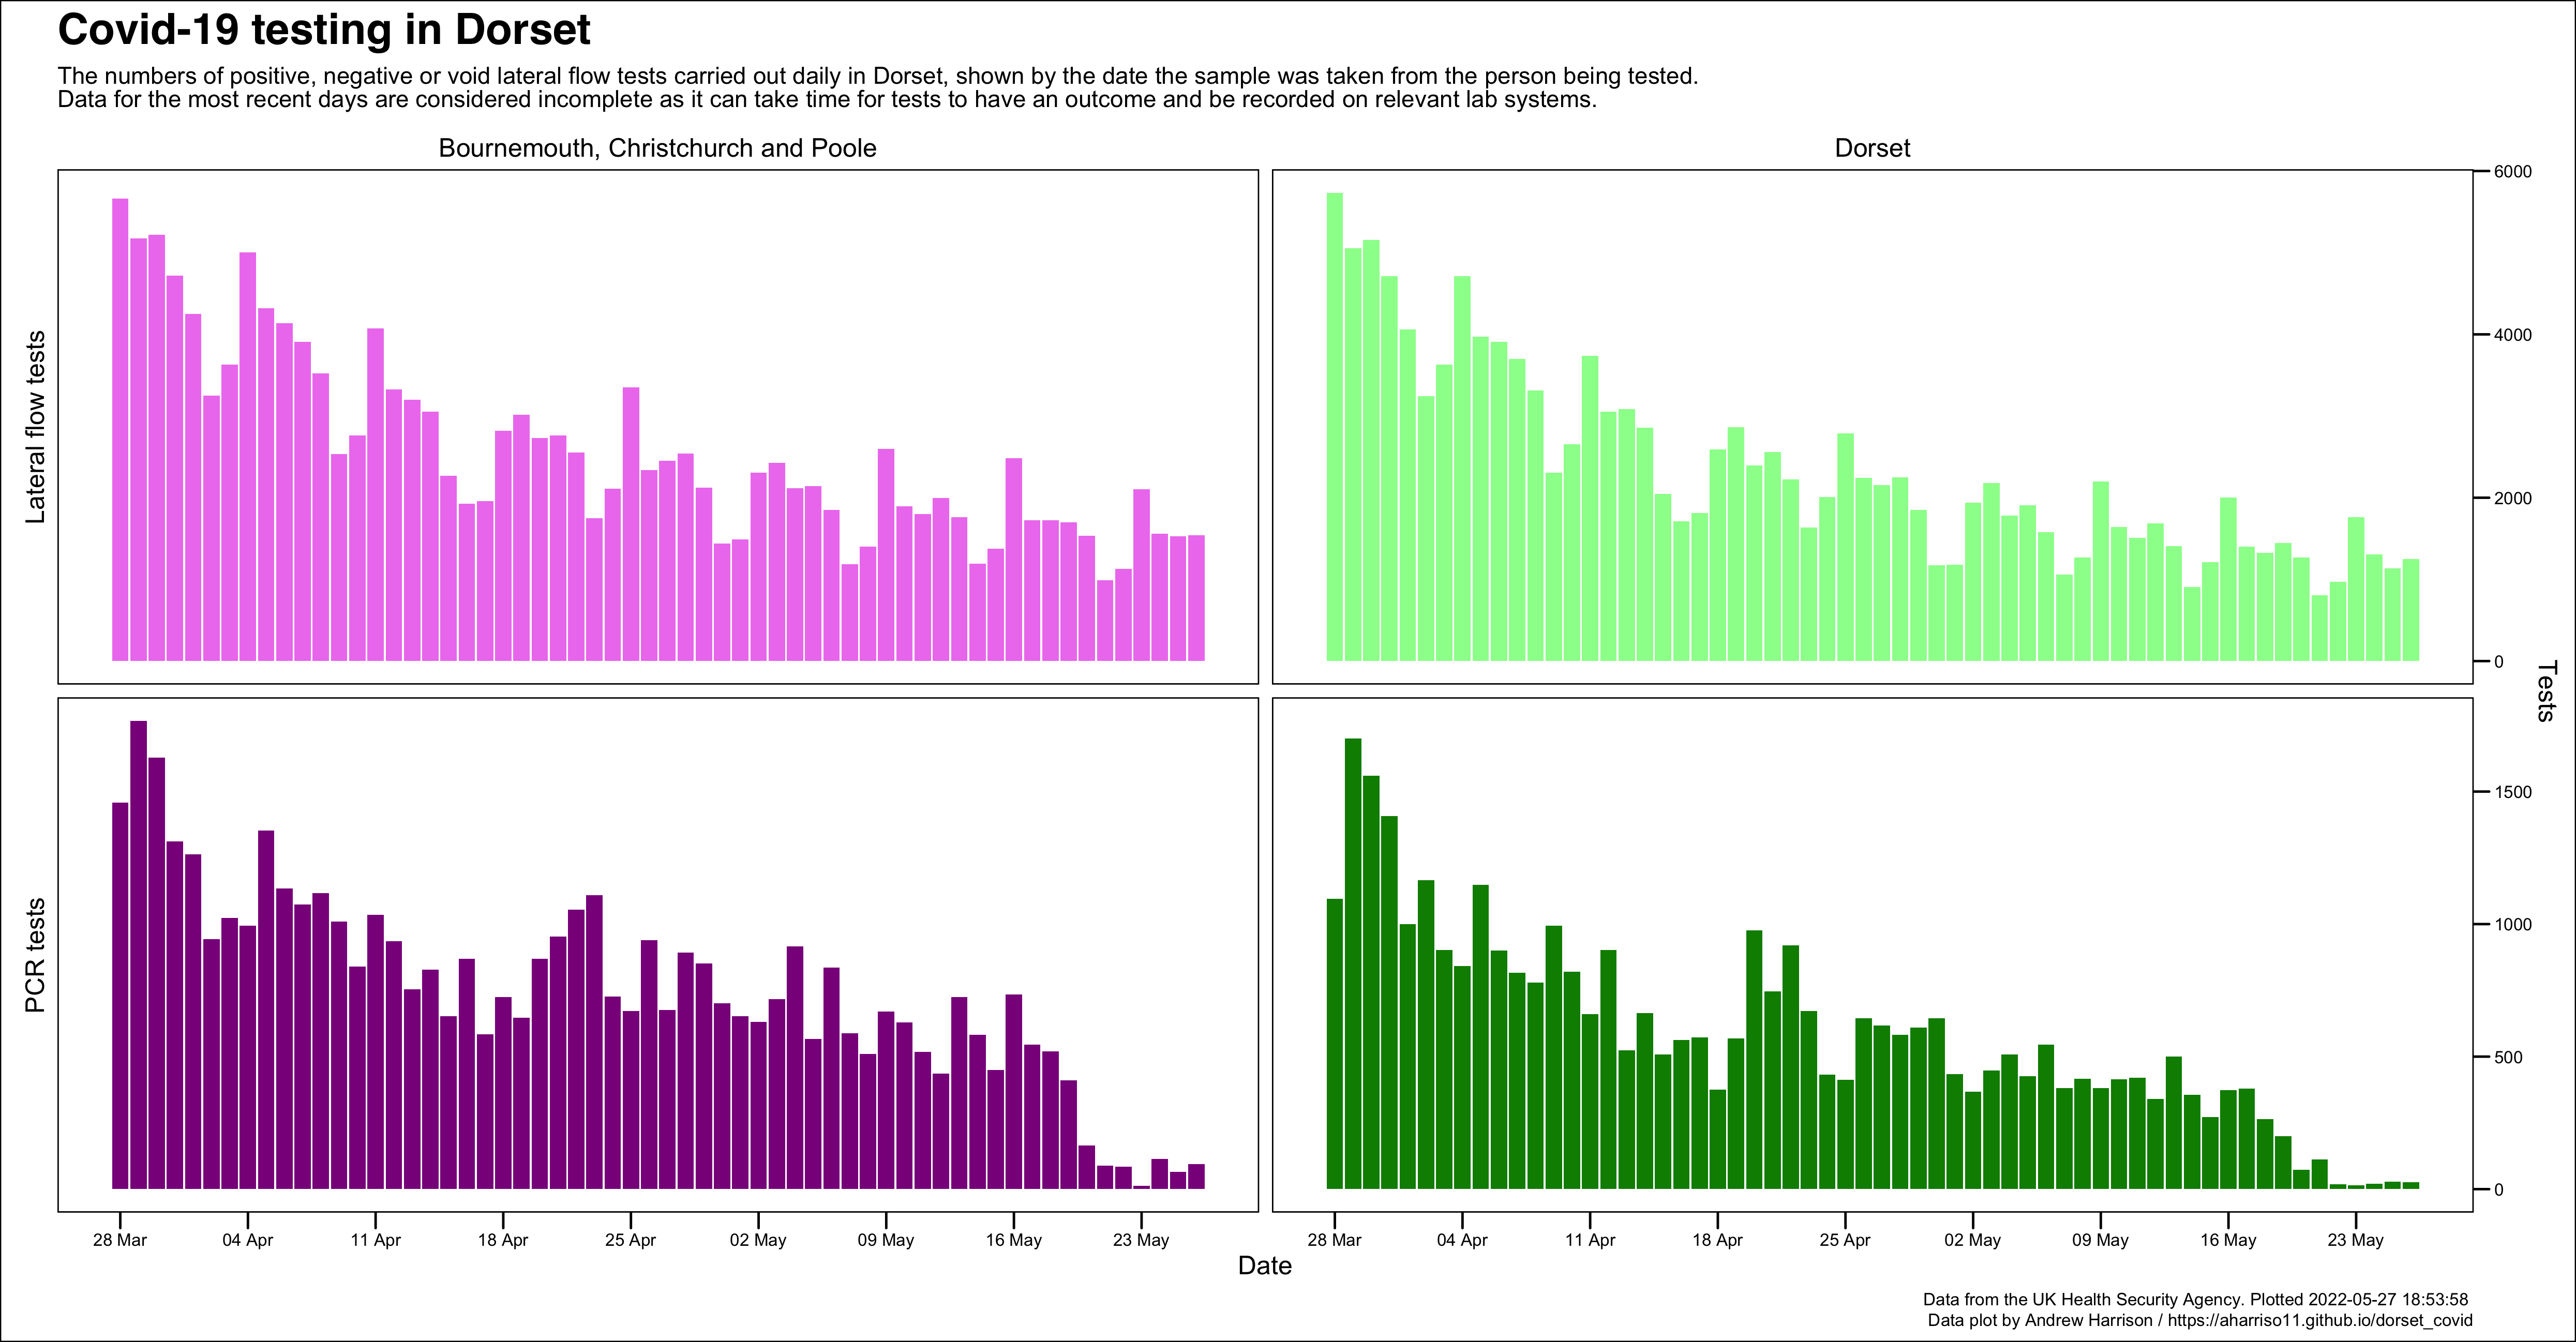 Covid-19 testing in Dorset
The numbers of positive, negative or void lateral flow tests carried out daily in Dorset, shown by the date the sample was taken from the person being tested.
Data for the most recent days are considered incomplete as it can take time for tests to have an outcome and be recorded on relevant lab systems.
Bournemouth, Christchurch and Poole
Dorset
Lateral flow tests
6000
4000
2000
0
Tests
PCR tests
1500
1000
500
0
28 Mar 04 Apr 11 Apr 18 Apr 25 Apr 02 May 09 May 16 May 23 May
28 Mar 04 Apr 11 Apr 18 Apr 25 Apr 02 May 09 May 16 May 23 May
Date
Data from the UK Health Security Agency. Plotted 2022-05-27 18:53:58
Data plot by Andrew Harrison / https://aharriso11.github.io/dorset_covid